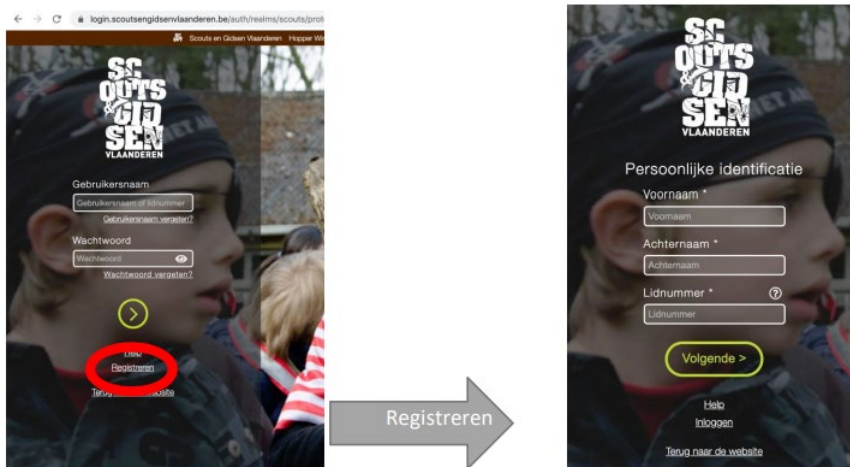 login.scoutsengidsenvlaanderen.be/auth/realms/scouts/prot
Scouts en Gidsen Vlaanderen Hopper
SC
OUTS
& GID
SEN
VLAANDEREN
Gebruikersnaam
Gebruikersnaam of lidnummer
Gebruikersnaam vergeten?
Wachtwoord
Wachtwoord
Wachtwoord vergeten?
Help
Registreren
Registreren
SC
OUTS
& GID
SEN
VLAANDEREN
Persoonlijke identificatie
Voornaam *
Voornaam
Achternaam *
Achternaam
Lidnummer *
Lidnummer
Volgende >
Help
Inloggen
Terug naar de website